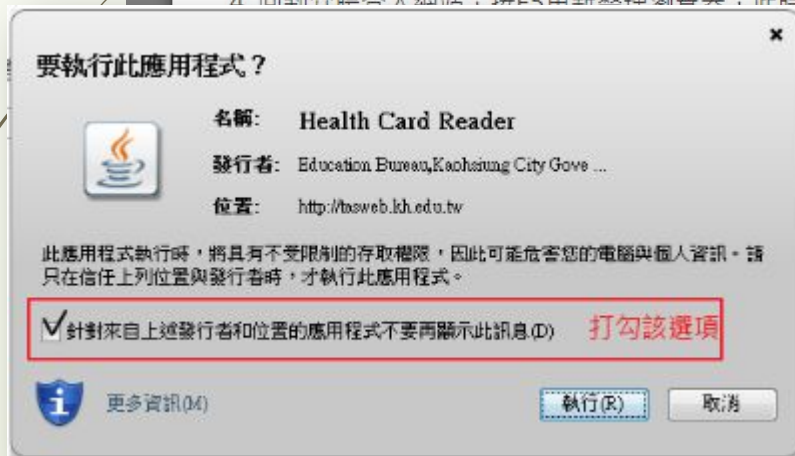 要執行此應用程式？
名稱: Health Card Reader
發行者: Education Bureau,Kaohsiung City Gove ...
位置: http://tasweb.kh.edu.tw
此應用程式執行時，將具有不受限制的存取權限，因此可能危害您的電腦與個人資訊。請
只在信任上列位置與發行者時，才執行此應用程式。
針對來自上述發行者和位置的應用程式不要再顯示此訊息(D) 打勾該選項
更多資訊(M) 執行(R) 取消